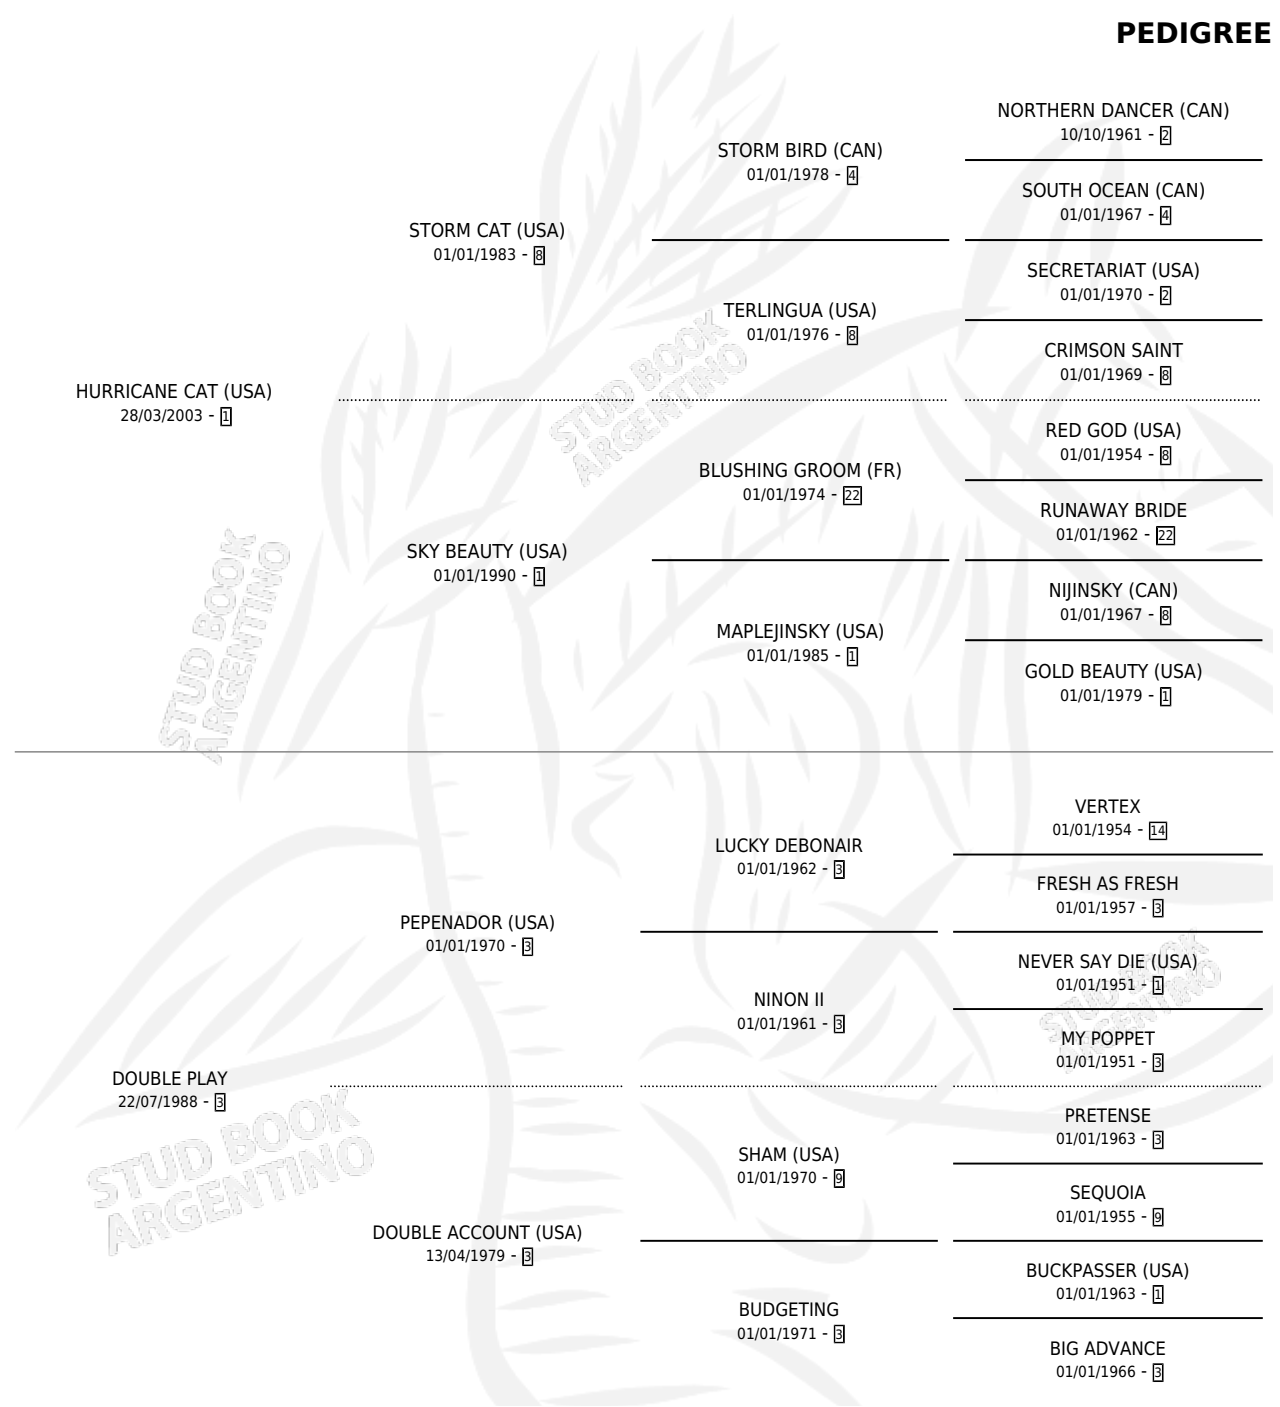 PEDIGREE
NORTHERN DANCER (CAN)
10/10/1961 - 2
STORM BIRD (CAN)
01/01/1978 - 4
SOUTH OCEAN (CAN)
01/01/1967 - 4
STORM CAT (USA)
01/01/1983 - 8
SECRETARIAT (USA)
01/01/1970 - 2
TERLINGUA (USA)
01/01/1976 - 8
CRIMSON SAINT
01/01/1969 - 8
HURRICANE CAT (USA)
28/03/2003 - 1
STUD BOOK
ARGENTINO
RED GOD (USA)
01/01/1954 - 8
BLUSHING GROOM (FR)
01/01/1974 - 22
RUNAWAY BRIDE
01/01/1962 - 22
SKY BEAUTY (USA)
01/01/1990 - 1
NIJINSKY (CAN)
01/01/1967 - 8
MAPLEJINSKY (USA)
01/01/1985 - 1
GOLD BEAUTY (USA)
01/01/1979 - 1
STUD BOOK
ARGENTINO
VERTEX
01/01/1954 - 14
LUCKY DEBONAIR
01/01/1962 - 3
FRESH AS FRESH
01/01/1957 - 3
PEPENADOR (USA)
01/01/1970 - 3
NEVER SAY DIE (USA)
01/01/1951 - 1
NINON II
01/01/1961 - 3
STUD BOOK
ARGENTINO
MY POPPET
01/01/1951 - 3
DOUBLE PLAY
22/07/1988 - 3
PRETENSE
01/01/1963 - 3
SHAM (USA)
01/01/1970 - 9
SEQUOIA
01/01/1955 - 9
STUD BOOK
ARGENTINO
DOUBLE ACCOUNT (USA)
13/04/1979 - 3
BUCKPASSER (USA)
01/01/1963 - 1
BUDGETING
01/01/1971 - 3
BIG ADVANCE
01/01/1966 - 3